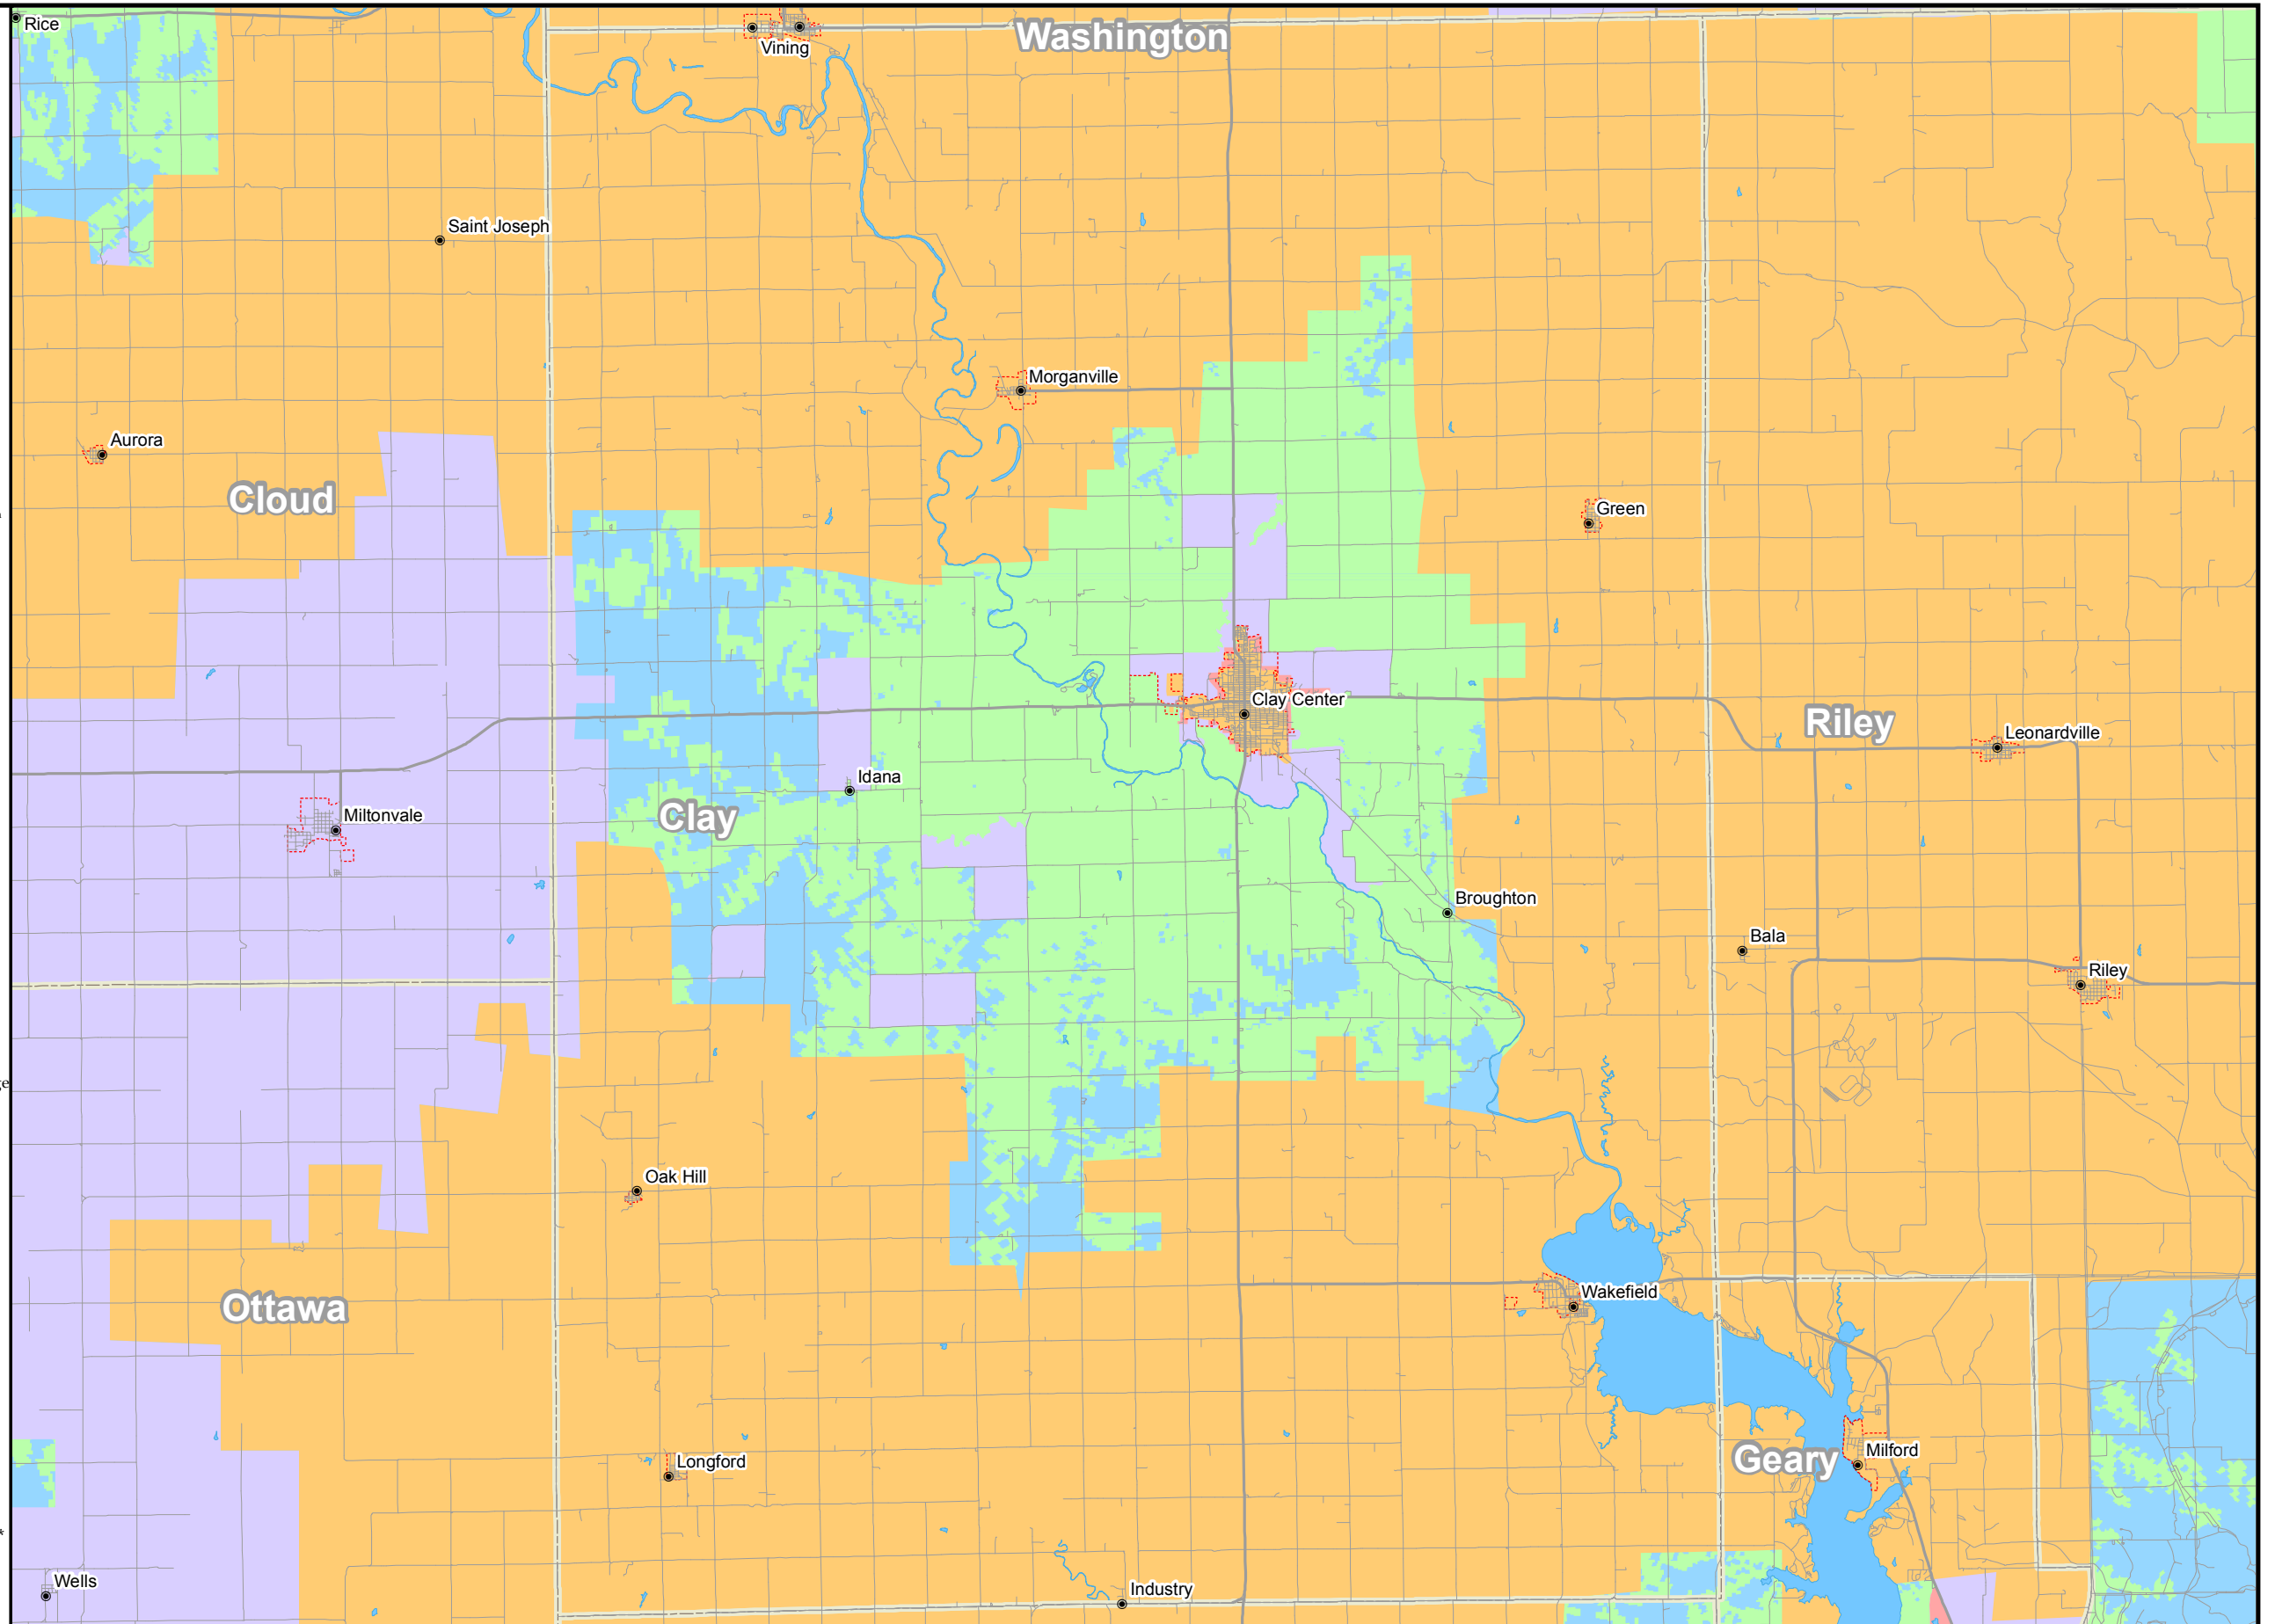 Rice
Vining
Washington
Saint Joseph
Morganville
Aurora
Cloud
Green
Clay Center
Riley
Leonardville
Idana
Miltonvale
Clay
Broughton
Bala
Riley
ge
Oak Hill
Wakefield
Ottawa
Milford
Geary
Longford
*
Wells
Industry